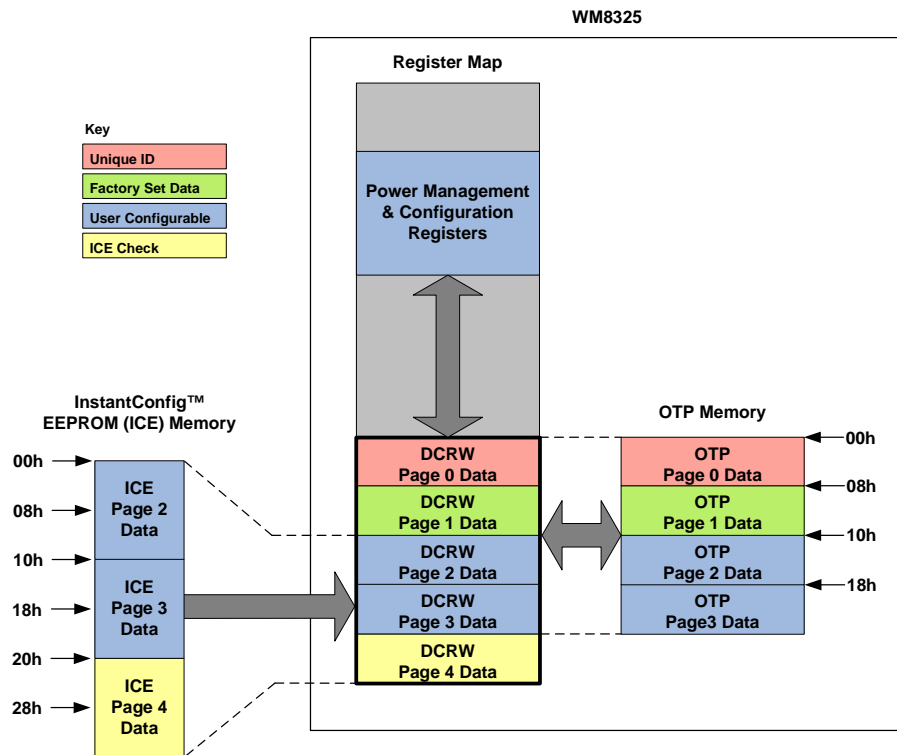 WM8325
Register Map
Key
Unique ID
Factory Set Data
User Configurable
ICE Check
Power Management
& Configuration
Registers
InstantConfig™
EEPROM (ICE) Memory
00h
08h
10h
18h
20h
28h
ICE
Page 2
Data
ICE
Page 3
Data
ICE
Page 4
Data
DCRW
Page 0 Data
DCRW
Page 1 Data
DCRW
Page 2 Data
DCRW
Page 3 Data
DCRW
Page 4 Data
OTP Memory
OTP
Page 0 Data
OTP
Page 1 Data
OTP
Page 2 Data
OTP
Page3 Data
00h
08h
10h
18h